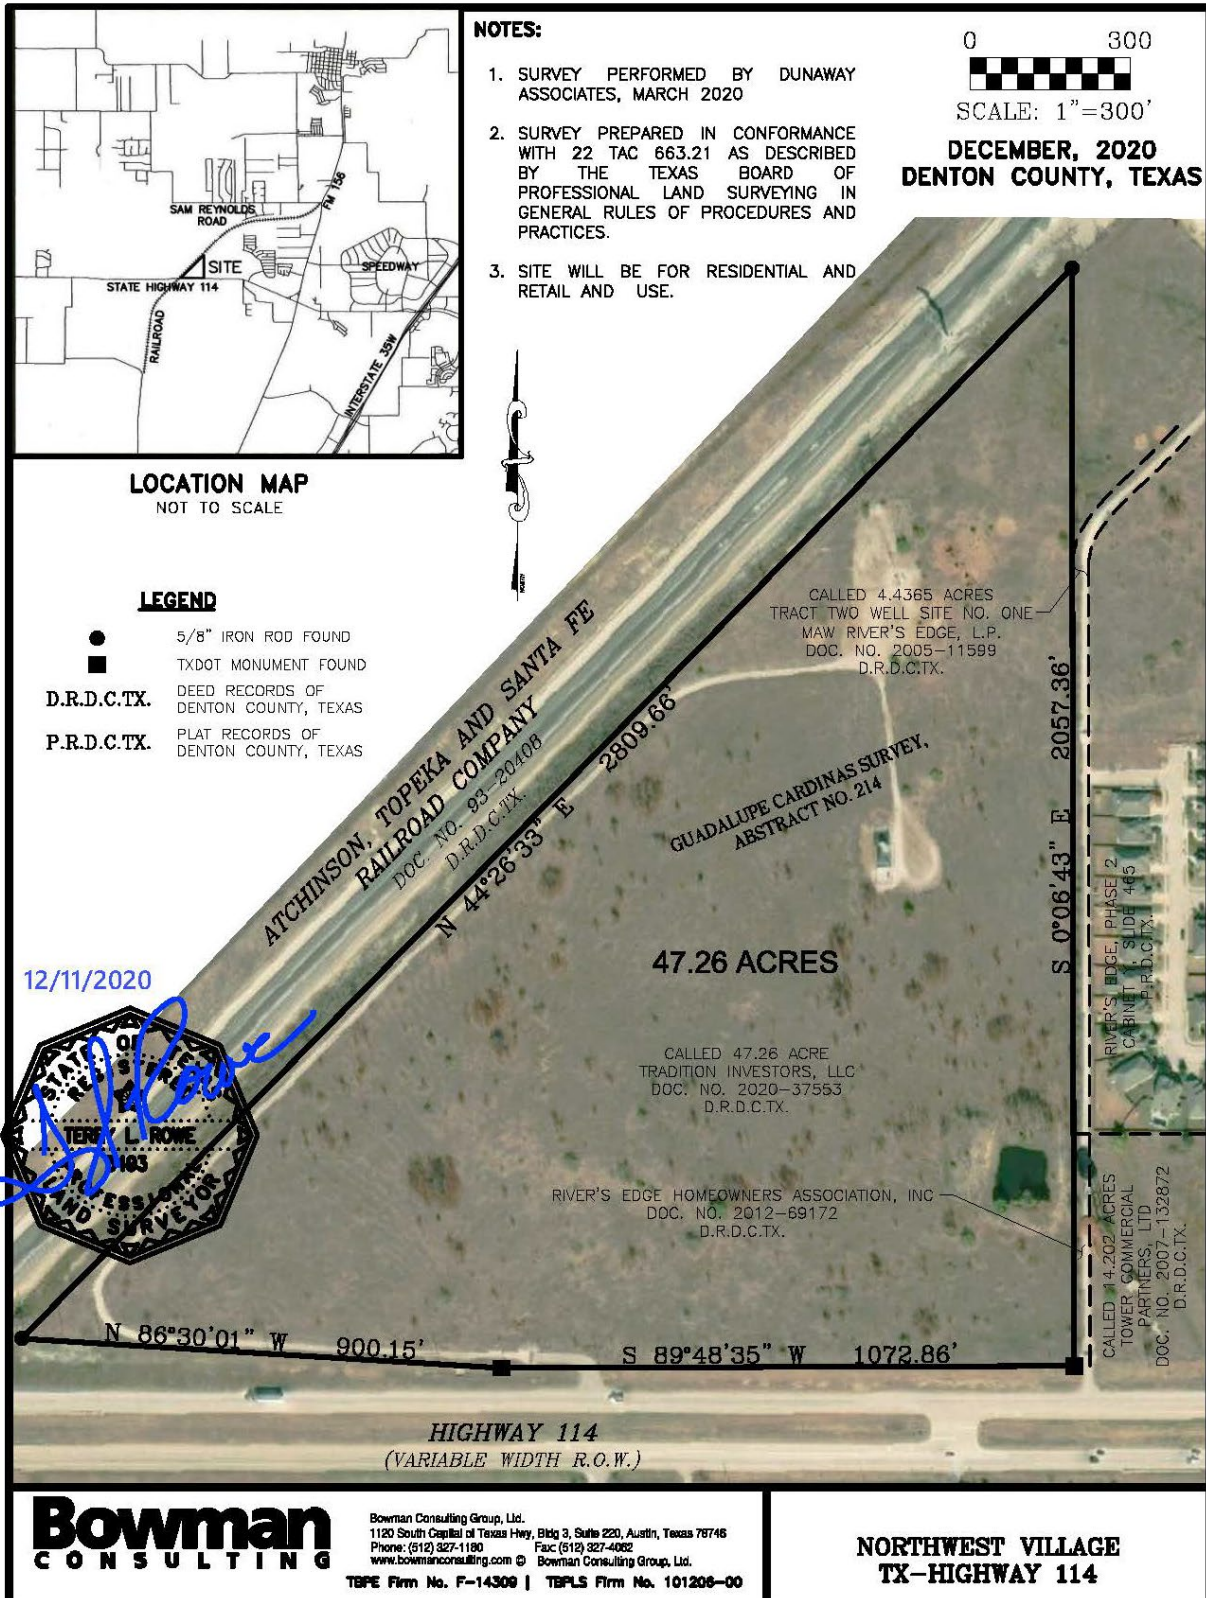 SAM REYNOLDS
ROAD
FM 156
SITE
SPEEDWAY
STATE HIGHWAY 114
RAILROAD
INTERSTATE 35W
LOCATION MAP
NOT TO SCALE
NOTES:
1. SURVEY PERFORMED BY DUNAWAY
ASSOCIATES, MARCH 2020
2. SURVEY PREPARED IN CONFORMANCE
WITH 22 TAC 663.21 AS DESCRIBED
BY THE TEXAS BOARD OF
PROFESSIONAL LAND SURVEYING IN
GENERAL RULES OF PROCEDURES AND
PRACTICES.
3. SITE WILL BE FOR RESIDENTIAL AND
RETAIL AND USE.
0 300
SCALE: 1"=300'
DECEMBER, 2020
DENTON COUNTY, TEXAS
NORTH
LEGEND
5/8" IRON ROD FOUND
TXDOT MONUMENT FOUND
D.R.D.C.TX. DEED RECORDS OF
DENTON COUNTY, TEXAS
P.R.D.C.TX. PLAT RECORDS OF
DENTON COUNTY, TEXAS
ATCHINSON, TOPEKA AND SANTA FE
RAILROAD COMPANY
DOC. NO. 93-20408
D.R.D.C.TX.
N 44°26'33" E 2809.66'
CALLED 4.4365 ACRES
TRACT TWO WELL SITE NO. ONE
MAW RIVER'S EDGE, L.P.
DOC. NO. 2005-11599
D.R.D.C.TX.
GUADALUPE CARDINAS SURVEY,
ABSTRACT NO. 214
S 0°06'43" E 2057.36'
47.26 ACRES
RIVER'S EDGE, PHASE 2
CABINET Y, SLIDE 465
P.R.D.C.TX.
CALLED 47.26 ACRE
TRADITION INVESTORS, LLC
DOC. NO. 2020-37553
D.R.D.C.TX.
12/11/2020
STATE OF TEXAS
REGISTERED
TERRY L. ROWE
PROFESSIONAL
LAND SURVEYOR
RIVER'S EDGE HOMEOWNERS ASSOCIATION, INC
DOC. NO. 2012-69172
D.R.D.C.TX.
CALLED 14.202 ACRES
TOWER COMMERCIAL
PARTNERS, LTD
DOC. NO. 2007-132872
D.R.D.C.TX.
N 86°30'01" W 900.15'
S 89°48'35" W 1072.86'
HIGHWAY 114
(VARIABLE WIDTH R.O.W.)
Bowman
CONSULTING
Bowman Consulting Group, Ltd.
1120 South Capital of Texas Hwy, Bldg 3, Suite 220, Austin, Texas 78746
Phone: (512) 327-1180 Fax: (512) 327-4062
www.bowmanconsulting.com © Bowman Consulting Group, Ltd.
TBPE Firm No. F-14309 | TBPLS Firm No. 101206-00
NORTHWEST VILLAGE
TX-HIGHWAY 114